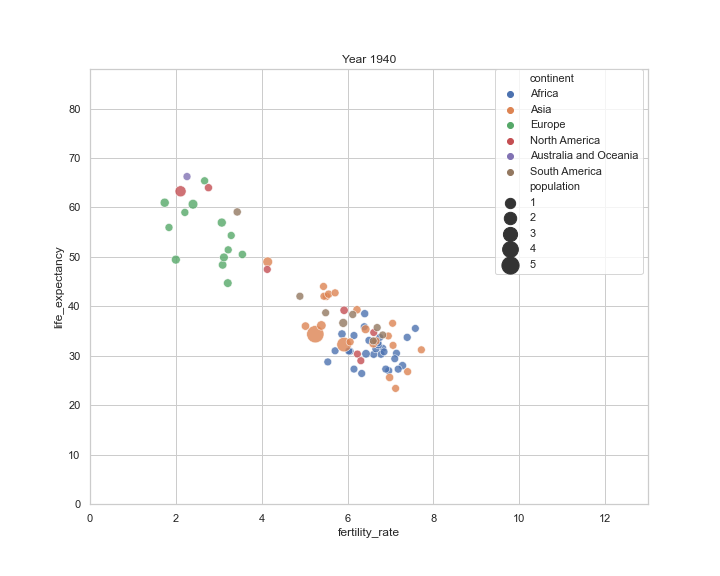 Year 1940
continent
Africa
Asia
Europe
North America
Australia and Oceania
South America
population
1
2
3
4
5
life_expectancy
80
70
60
50
40
30
20
10
0
0 2 4 6 8 10 12
fertility_rate